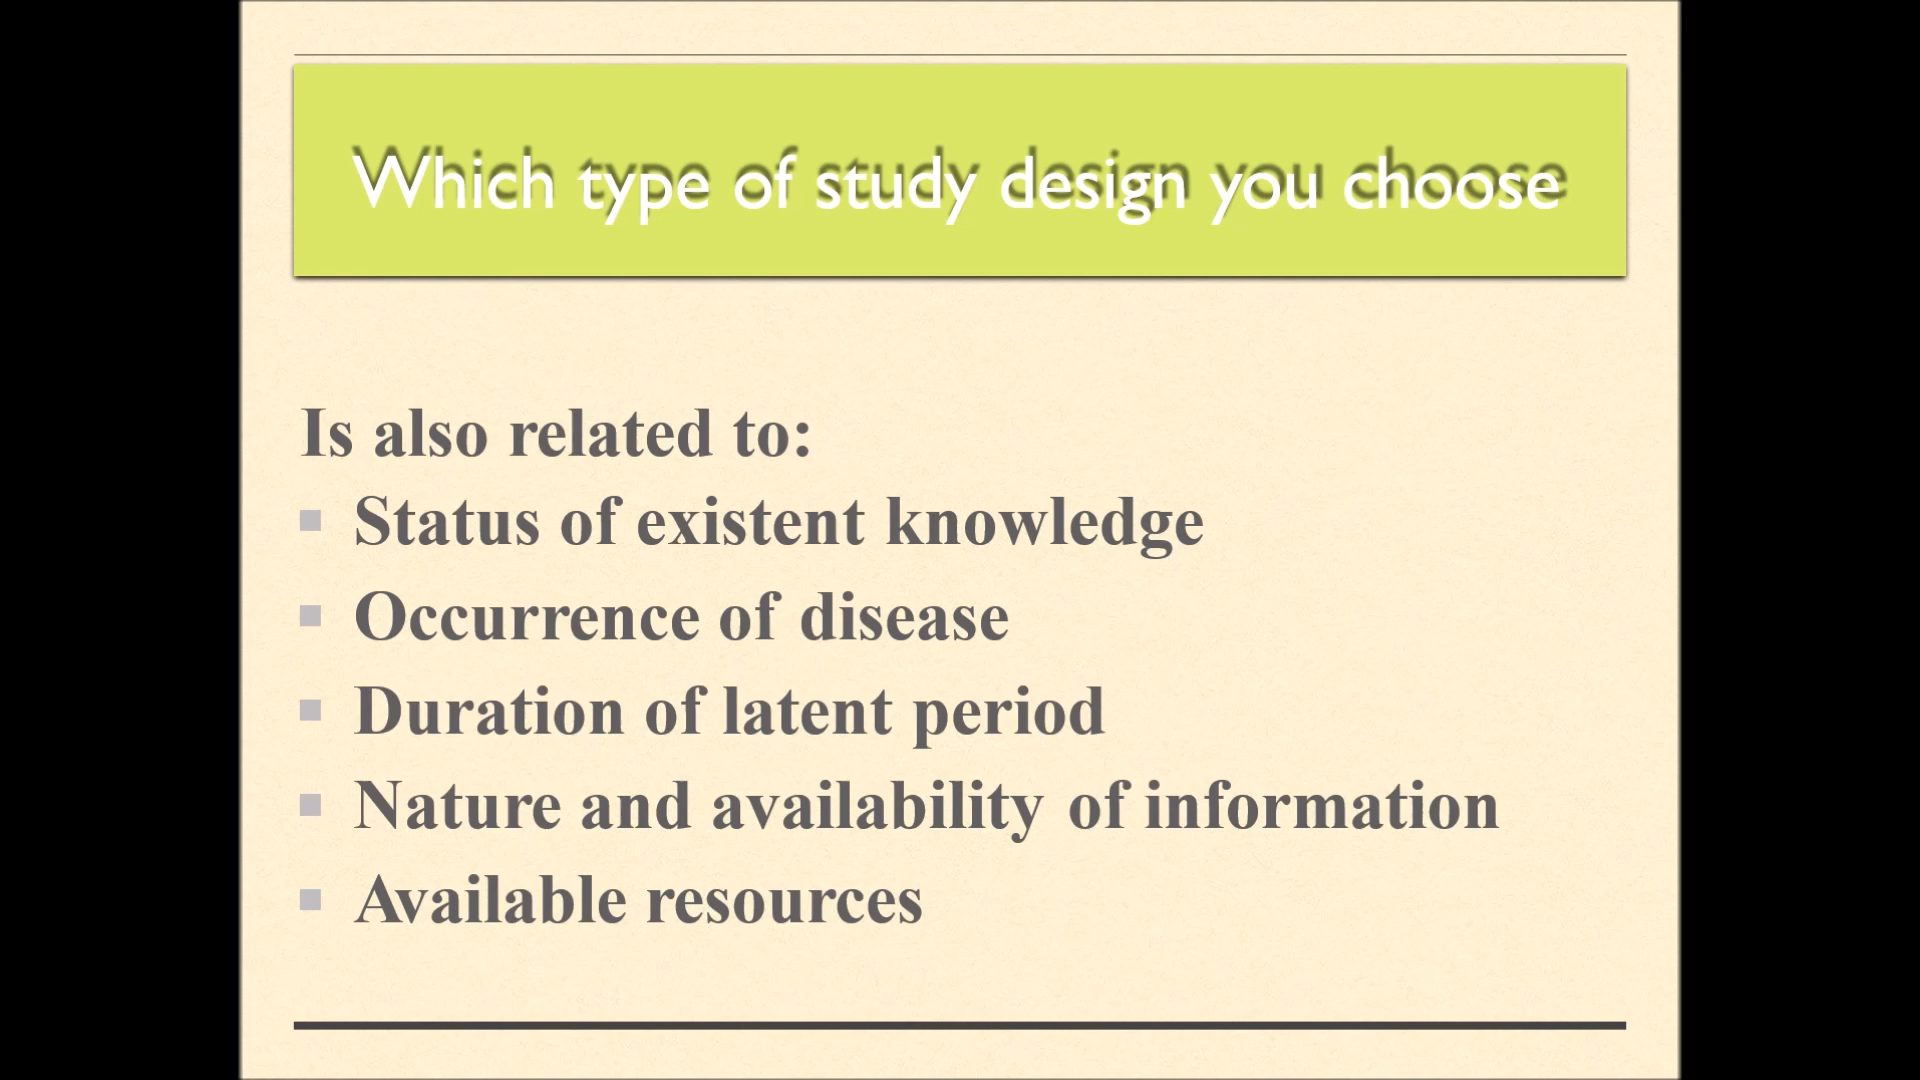 Which type of study design you choose
Is also related to:
Status of existent knowledge
Occurrence of disease
Duration of latent period
Nature and availability of information
Available resources